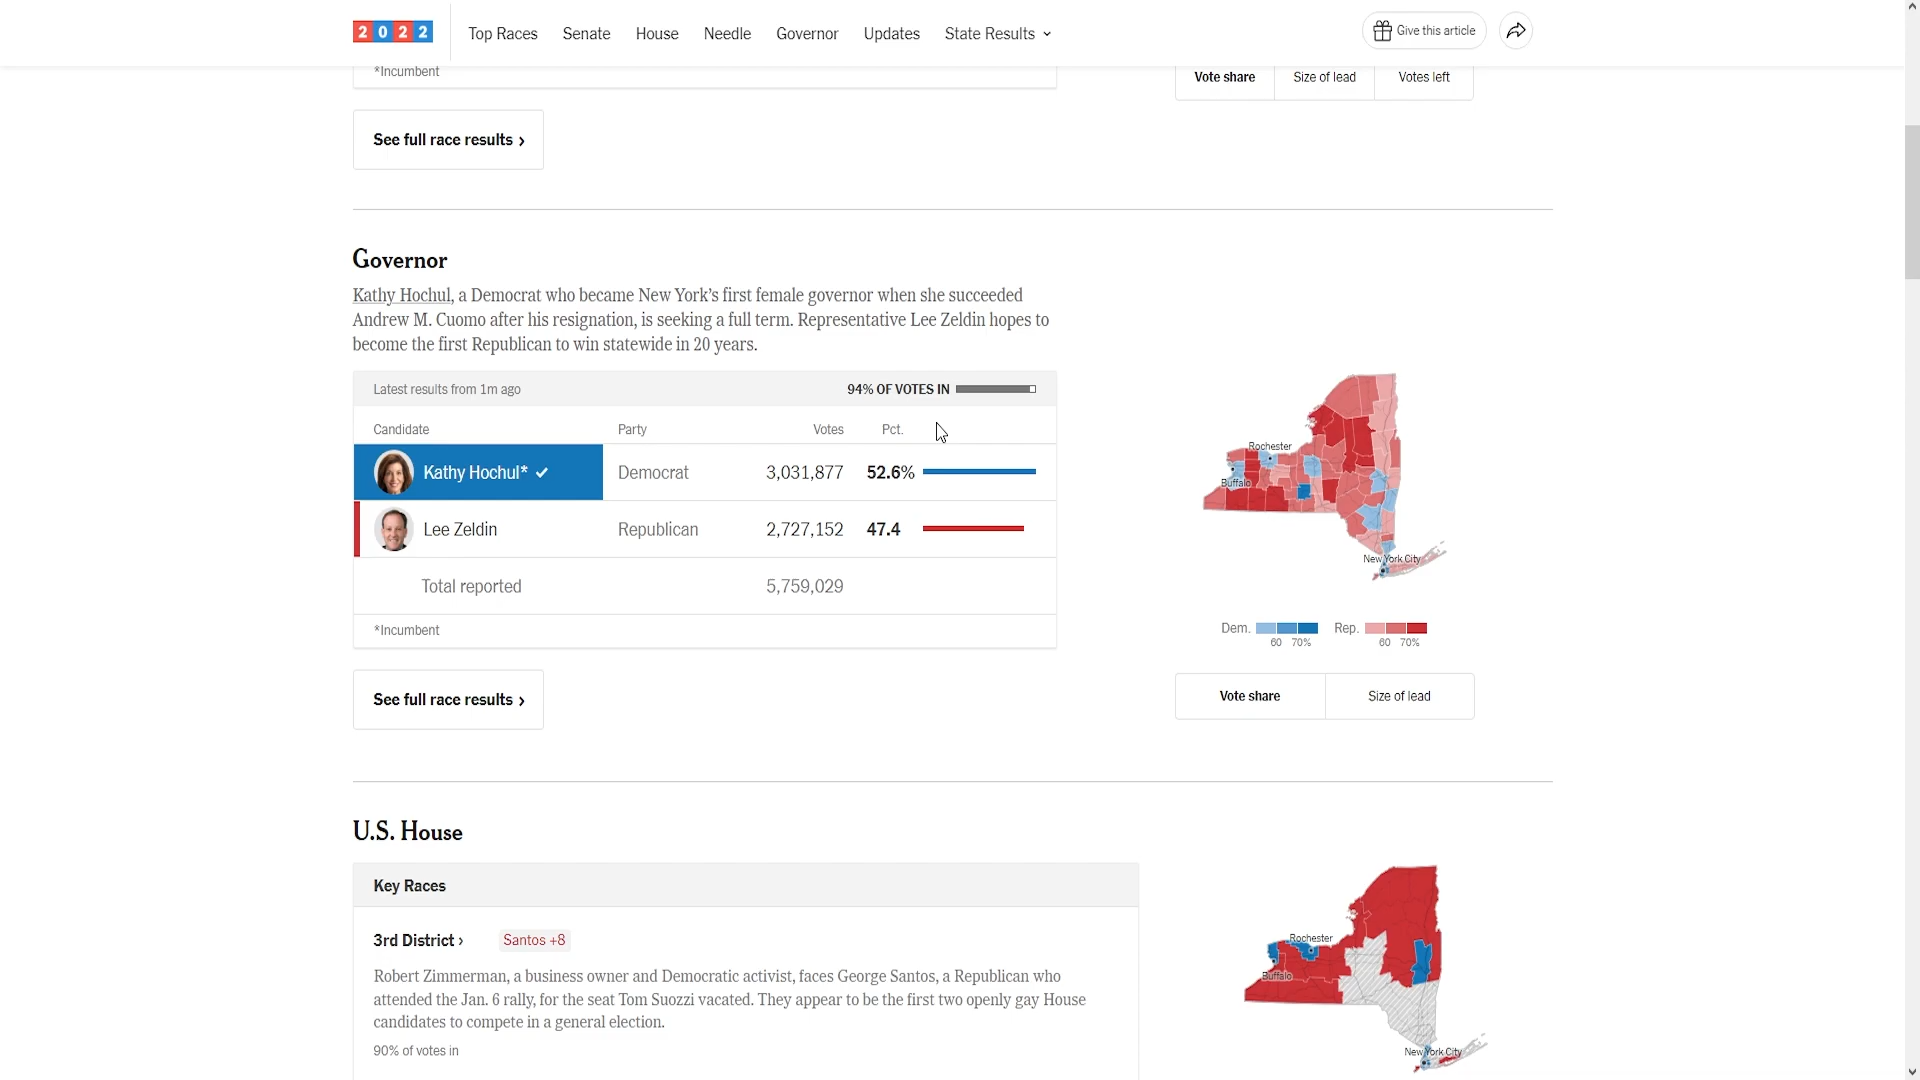 2022
Top Races
Senate
House
Needle
Governor
Updates
State Results
Give this article
*Incumbent
Vote share
Size of lead
Votes left
See full race results ›
Governor
Kathy Hochul, a Democrat who became New York’s first female governor when she succeeded
Andrew M. Cuomo after his resignation, is seeking a full term. Representative Lee Zeldin hopes to
become the first Republican to win statewide in 20 years.
Latest results from 1m ago
94% OF VOTES IN
Candidate Party Votes Pct.
Kathy Hochul* ✓ Democrat 3,031,877 52.6%
Lee Zeldin Republican 2,727,152 47.4
Total reported 5,759,029
*Incumbent
Rochester
Buffalo
New York City
Dem. 60 70%
Rep. 60 70%
Vote share
Size of lead
See full race results ›
U.S. House
Key Races
3rd District ›
Santos +8
Robert Zimmerman, a business owner and Democratic activist, faces George Santos, a Republican who
attended the Jan. 6 rally, for the seat Tom Suozzi vacated. They appear to be the first two openly gay House
candidates to compete in a general election.
90% of votes in
Rochester
Buffalo
New York City